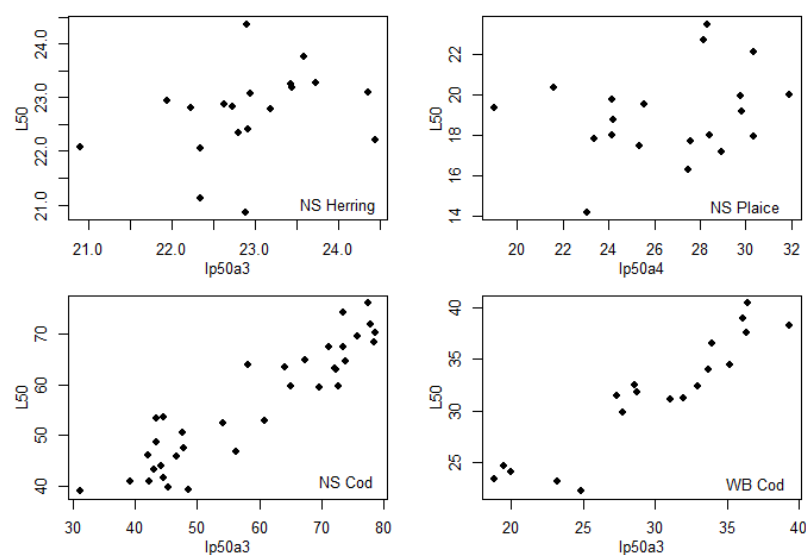 L50
24.0
23.0
22.0
21.0
NS Herring
21.0 22.0 23.0 24.0
lp50a3
L50
22
20
18
16
14
NS Plaice
20 22 24 26 28 30 32
lp50a4
L50
70
60
50
40
NS Cod
30 40 50 60 70 80
lp50a3
L50
40
35
30
25
WB Cod
20 25 30 35 40
lp50a3